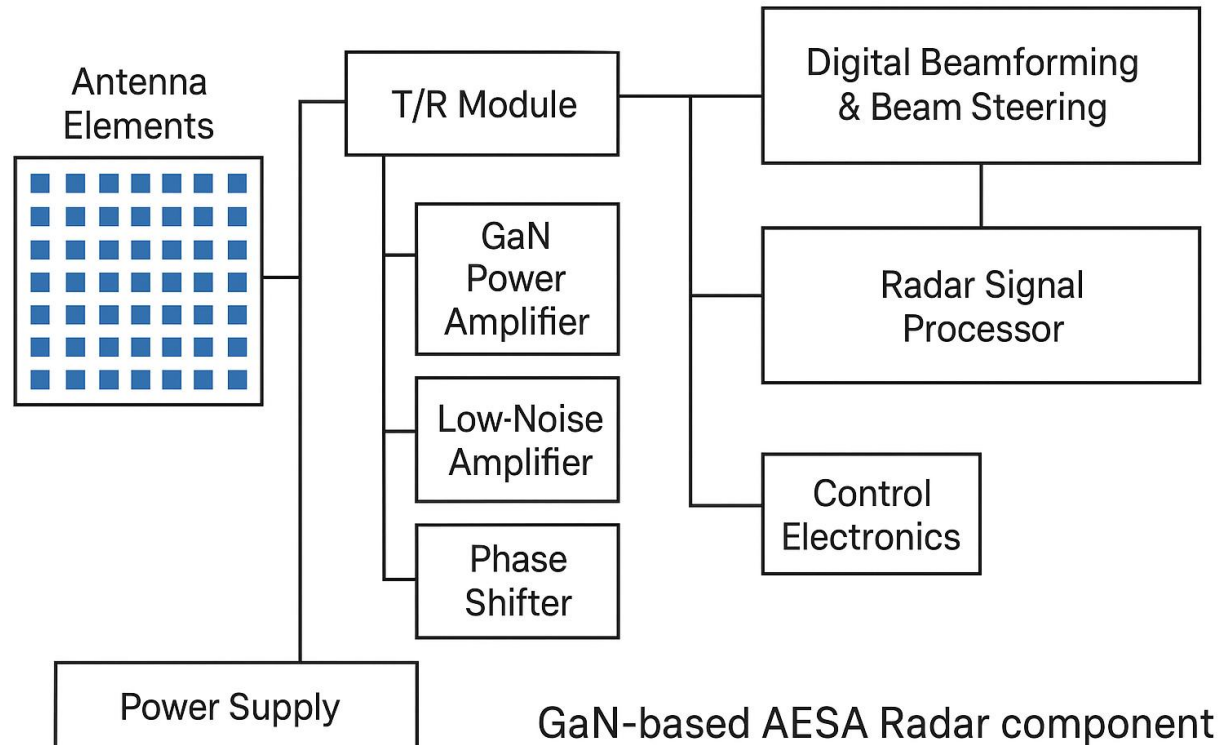 Antenna
Elements
T/R Module
GaN
Power
Amplifier
Low-Noise
Amplifier
Phase
Shifter
Digital Beamforming
& Beam Steering
Radar Signal
Processor
Control
Electronics
Power Supply
GaN-based AESA Radar component